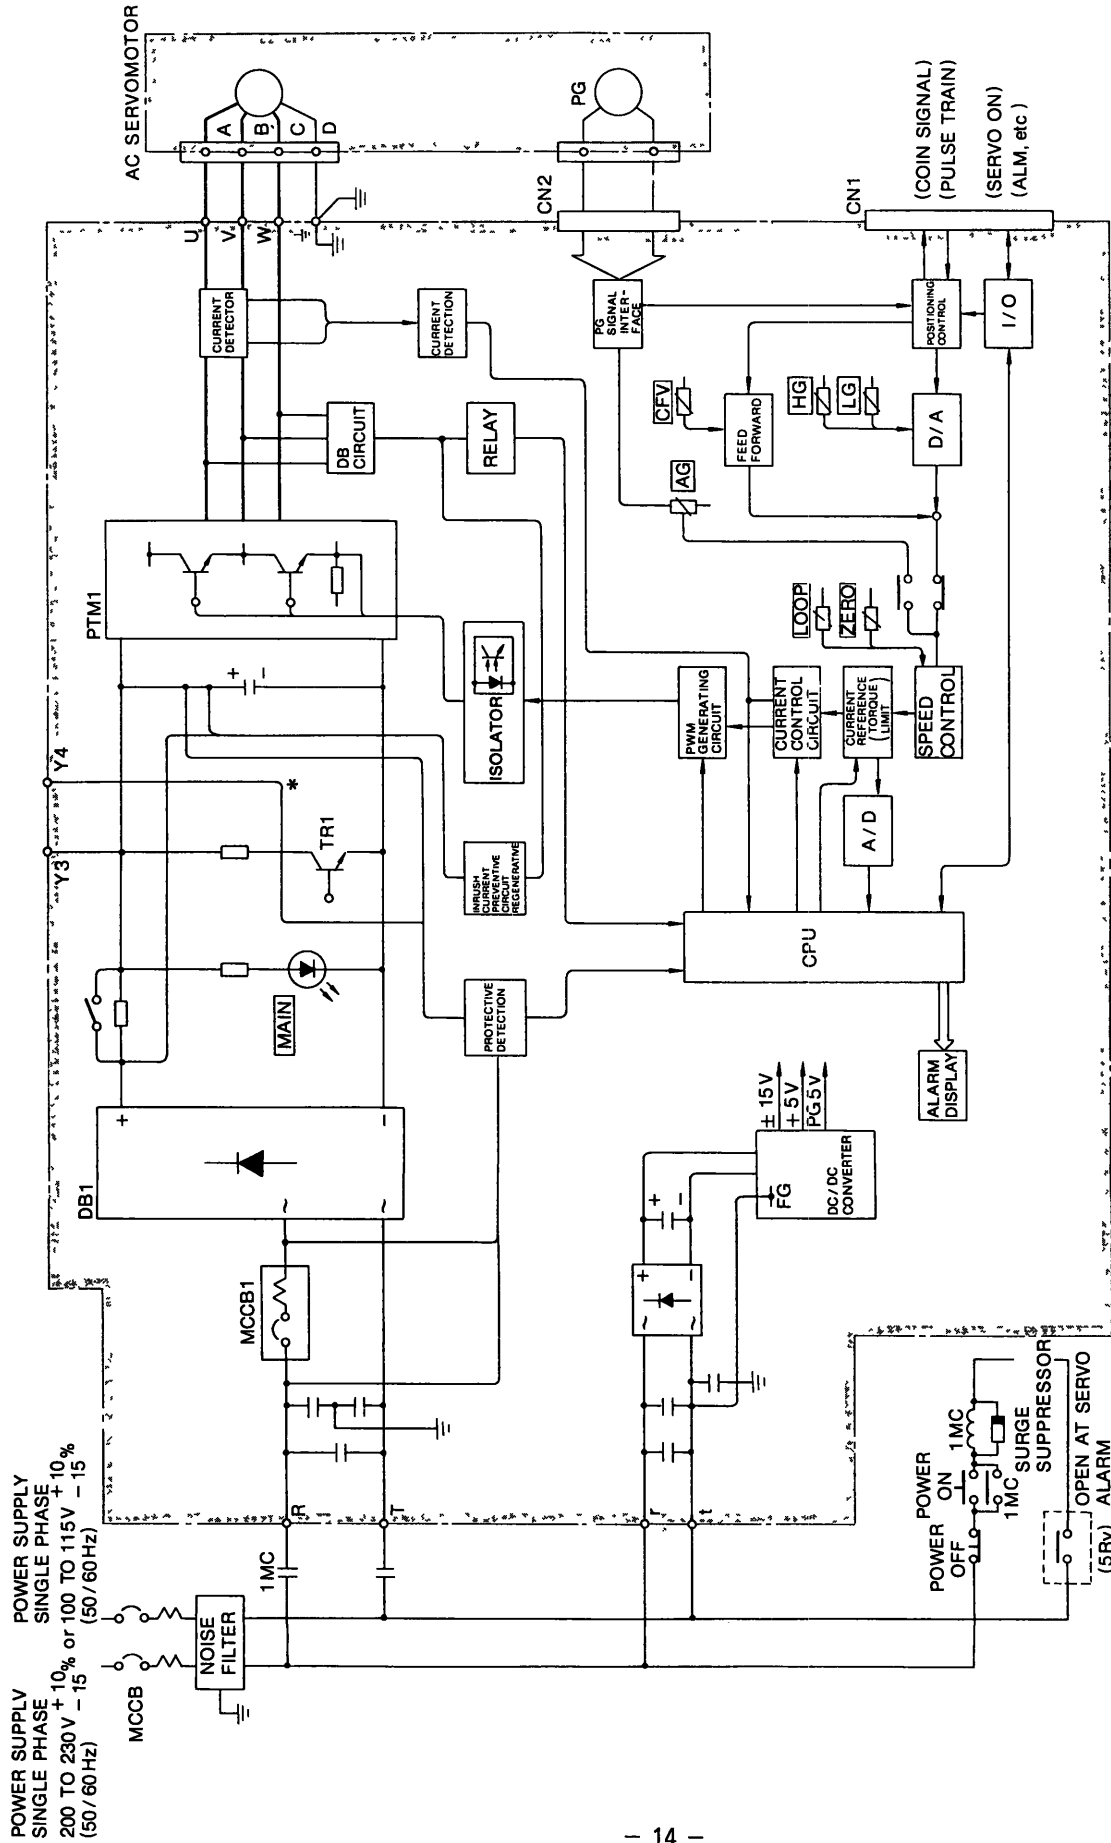 POWER SUPPLV
SINGLE PHASE
200 TO 230V +10% -15%
(50/60Hz)
or
POWER SUPPLY
SINGLE PHASE
100 TO 115V +10% -15%
(50/60Hz)
MCCB
NOISE
FILTER
1MC
R
T
r
t
MCCB1
DB1
~
~
+
−
MAIN
Y3
Y4
TR1
*
+
−
PTM1
U
V
W
AC SERVOMOTOR
A
B
C
D
PG
CN2
CN1
(COIN SIGNAL)
(PULSE TRAIN)
(SERVO ON)
(ALM, etc)
CURRENT
DETECTOR
CURRENT
DETECTION
DB
CIRCUIT
RELAY
ISOLATOR
INRUSH
CURRENT
PREVENTIVE
CIRCUIT
REGENERATIVE
PROTECTIVE
DETECTION
PG
SIGNAL
INTER-
FACE
POSITIONING
CONTROL
I/O
CFV
FEED
FORWARD
HG
LG
D/A
AG
LOOP
ZERO
PWM
GENERATING
CIRCUIT
CURRENT
CONTROL
CIRCUIT
CURRENT
REFERENCE
(TORQUE)
(LIMIT)
SPEED
CONTROL
A/D
CPU
ALARM
DISPLAY
~
~
+
−
+
−
FG
DC/DC
CONVERTER
±15V
+5V
PG5V
POWER
OFF
POWER
ON
1MC
1MC
SURGE
SUPPRESSOR
OPEN AT SERVO
ALARM
(5Ry)
− 14 −